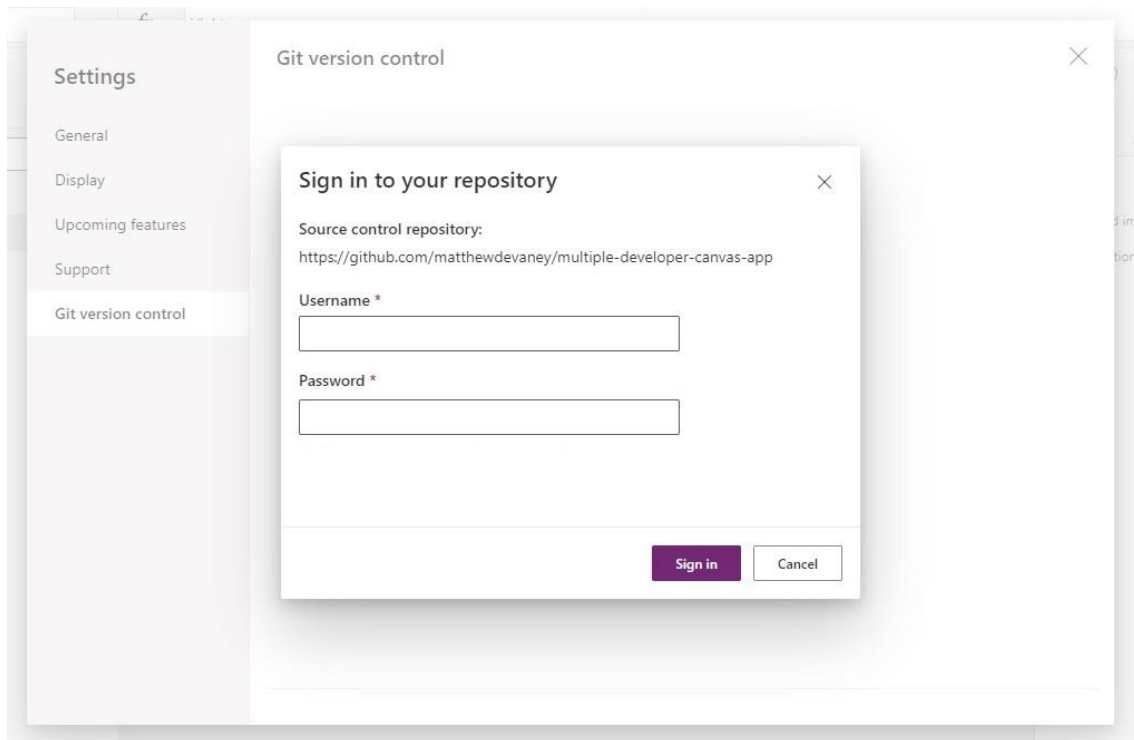 Settings
General
Display
Upcoming features
Support
Git version control
Git version control
Sign in to your repository
Source control repository:
https://github.com/matthewdevaney/multiple-developer-canvas-app
Username *
Password *
Sign in
Cancel